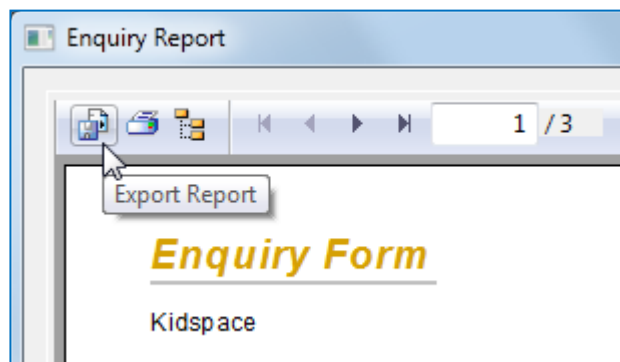 Enquiry Report
1 /3
Export Report
Enquiry Form
Kidspace